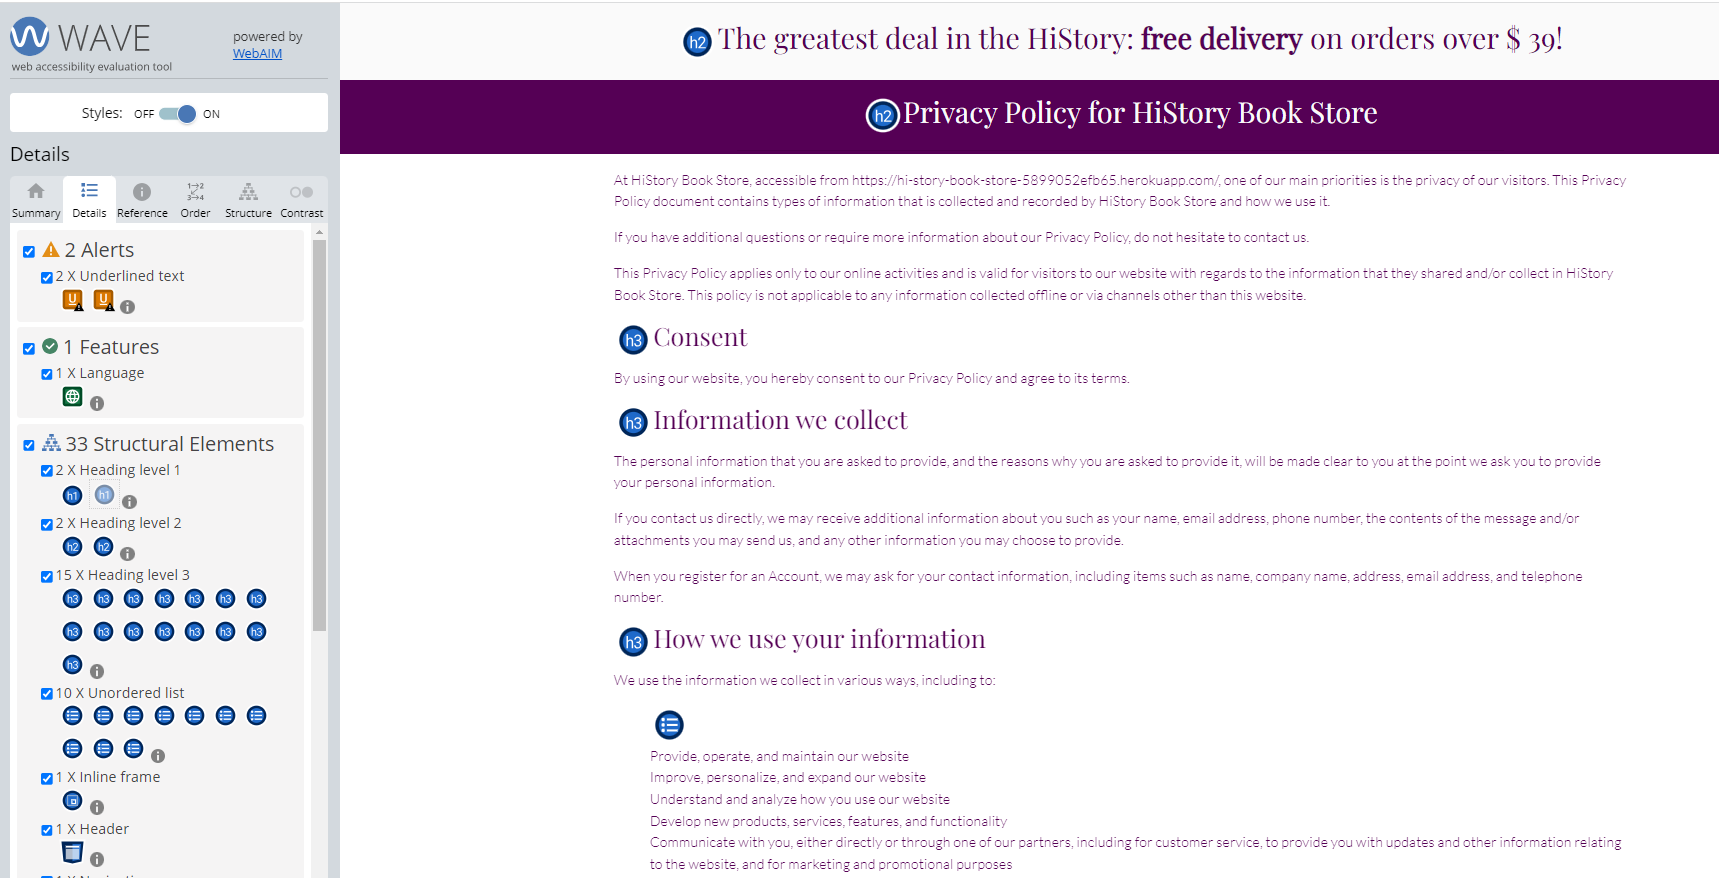 WAVE
web accessibility evaluation tool
powered by
WebAIM
Styles: OFF ON
Details
Summary Details Reference Order Structure Contrast
2 Alerts
2 X Underlined text
1 Features
1 X Language
33 Structural Elements
2 X Heading level 1
h1 h1
2 X Heading level 2
h2 h2
15 X Heading level 3
h3 h3 h3 h3 h3 h3 h3
h3 h3 h3 h3 h3 h3 h3
h3
10 X Unordered list
1 X Inline frame
1 X Header
h2 The greatest deal in the HiStory: free delivery on orders over $ 39!
h2 Privacy Policy for HiStory Book Store
At HiStory Book Store, accessible from https://hi-story-book-store-5899052efb65.herokuapp.com/, one of our main priorities is the privacy of our visitors. This Privacy
Policy document contains types of information that is collected and recorded by HiStory Book Store and how we use it.
If you have additional questions or require more information about our Privacy Policy, do not hesitate to contact us.
This Privacy Policy applies only to our online activities and is valid for visitors to our website with regards to the information that they shared and/or collect in HiStory
Book Store. This policy is not applicable to any information collected offline or via channels other than this website.
h3 Consent
By using our website, you hereby consent to our Privacy Policy and agree to its terms.
h3 Information we collect
The personal information that you are asked to provide, and the reasons why you are asked to provide it, will be made clear to you at the point we ask you to provide
your personal information.
If you contact us directly, we may receive additional information about you such as your name, email address, phone number, the contents of the message and/or
attachments you may send us, and any other information you may choose to provide.
When you register for an Account, we may ask for your contact information, including items such as name, company name, address, email address, and telephone
number.
h3 How we use your information
We use the information we collect in various ways, including to:
Provide, operate, and maintain our website
Improve, personalize, and expand our website
Understand and analyze how you use our website
Develop new products, services, features, and functionality
Communicate with you, either directly or through one of our partners, including for customer service, to provide you with updates and other information relating
to the website, and for marketing and promotional purposes